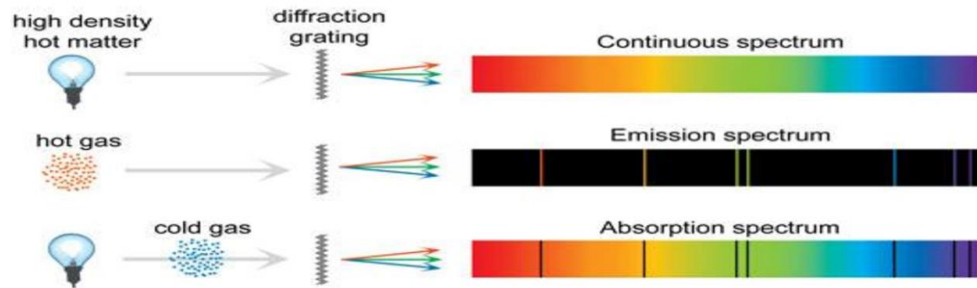 high density
hot matter
diffraction
grating
Continuous spectrum
hot gas
Emission spectrum
cold gas
Absorption spectrum